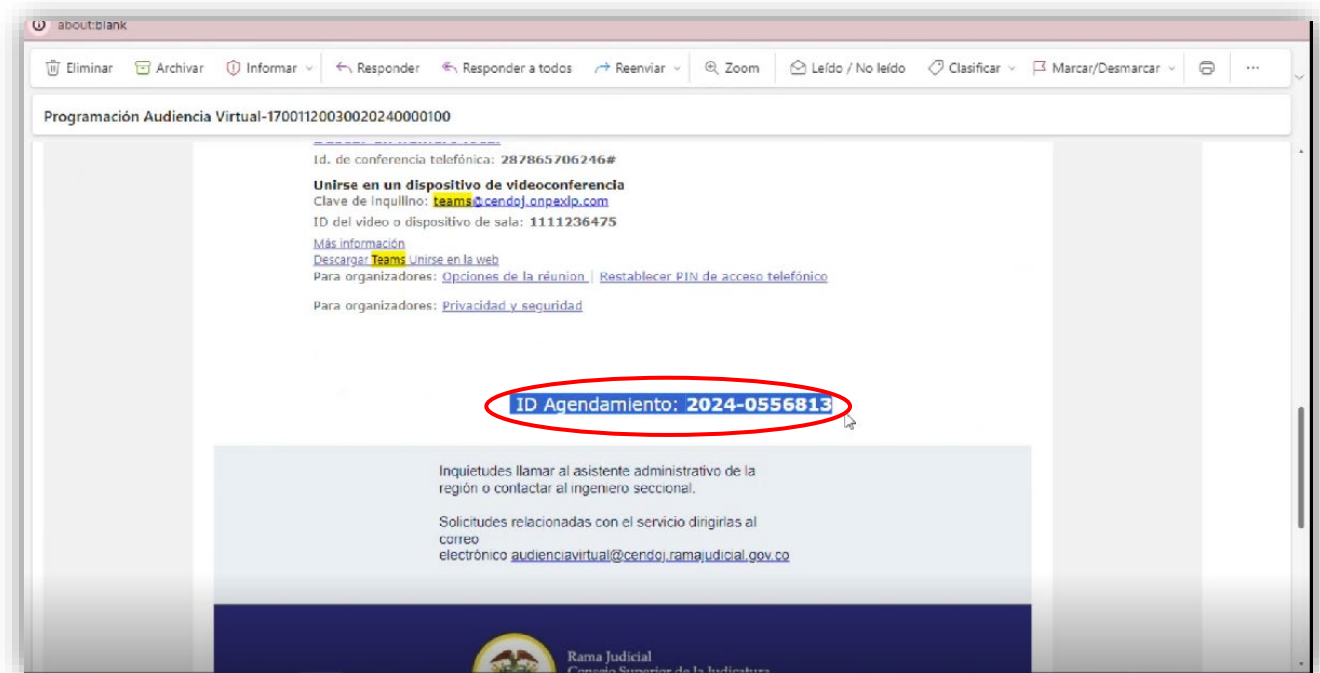 about:blank
Eliminar Archivar Informar Responder Responder a todos Reenviar Zoom Leído / No leído Clasificar Marcar/Desmarcar ...
Programación Audiencia Virtual-17001120030020240000100
Id. de conferencia telefónica: 287865706246#
Unirse en un dispositivo de videoconferencia
Clave de inquilino: teams@cendoj.onpexip.com
ID del video o dispositivo de sala: 1111236475
Más información
Descargar Teams Unirse en la web
Para organizadores: Opciones de la réunion | Restablecer PIN de acceso telefónico
Para organizadores: Privacidad y seguridad
ID Agendamiento: 2024-0556813
Inquietudes llamar al asistente administrativo de la
región o contactar al ingeniero seccional.
Solicitudes relacionadas con el servicio dirigirlas al
correo
electrónico audienciavirtual@cendoj.ramajudicial.gov.co
Rama Judicial
Consejo Superior de la Judicatura